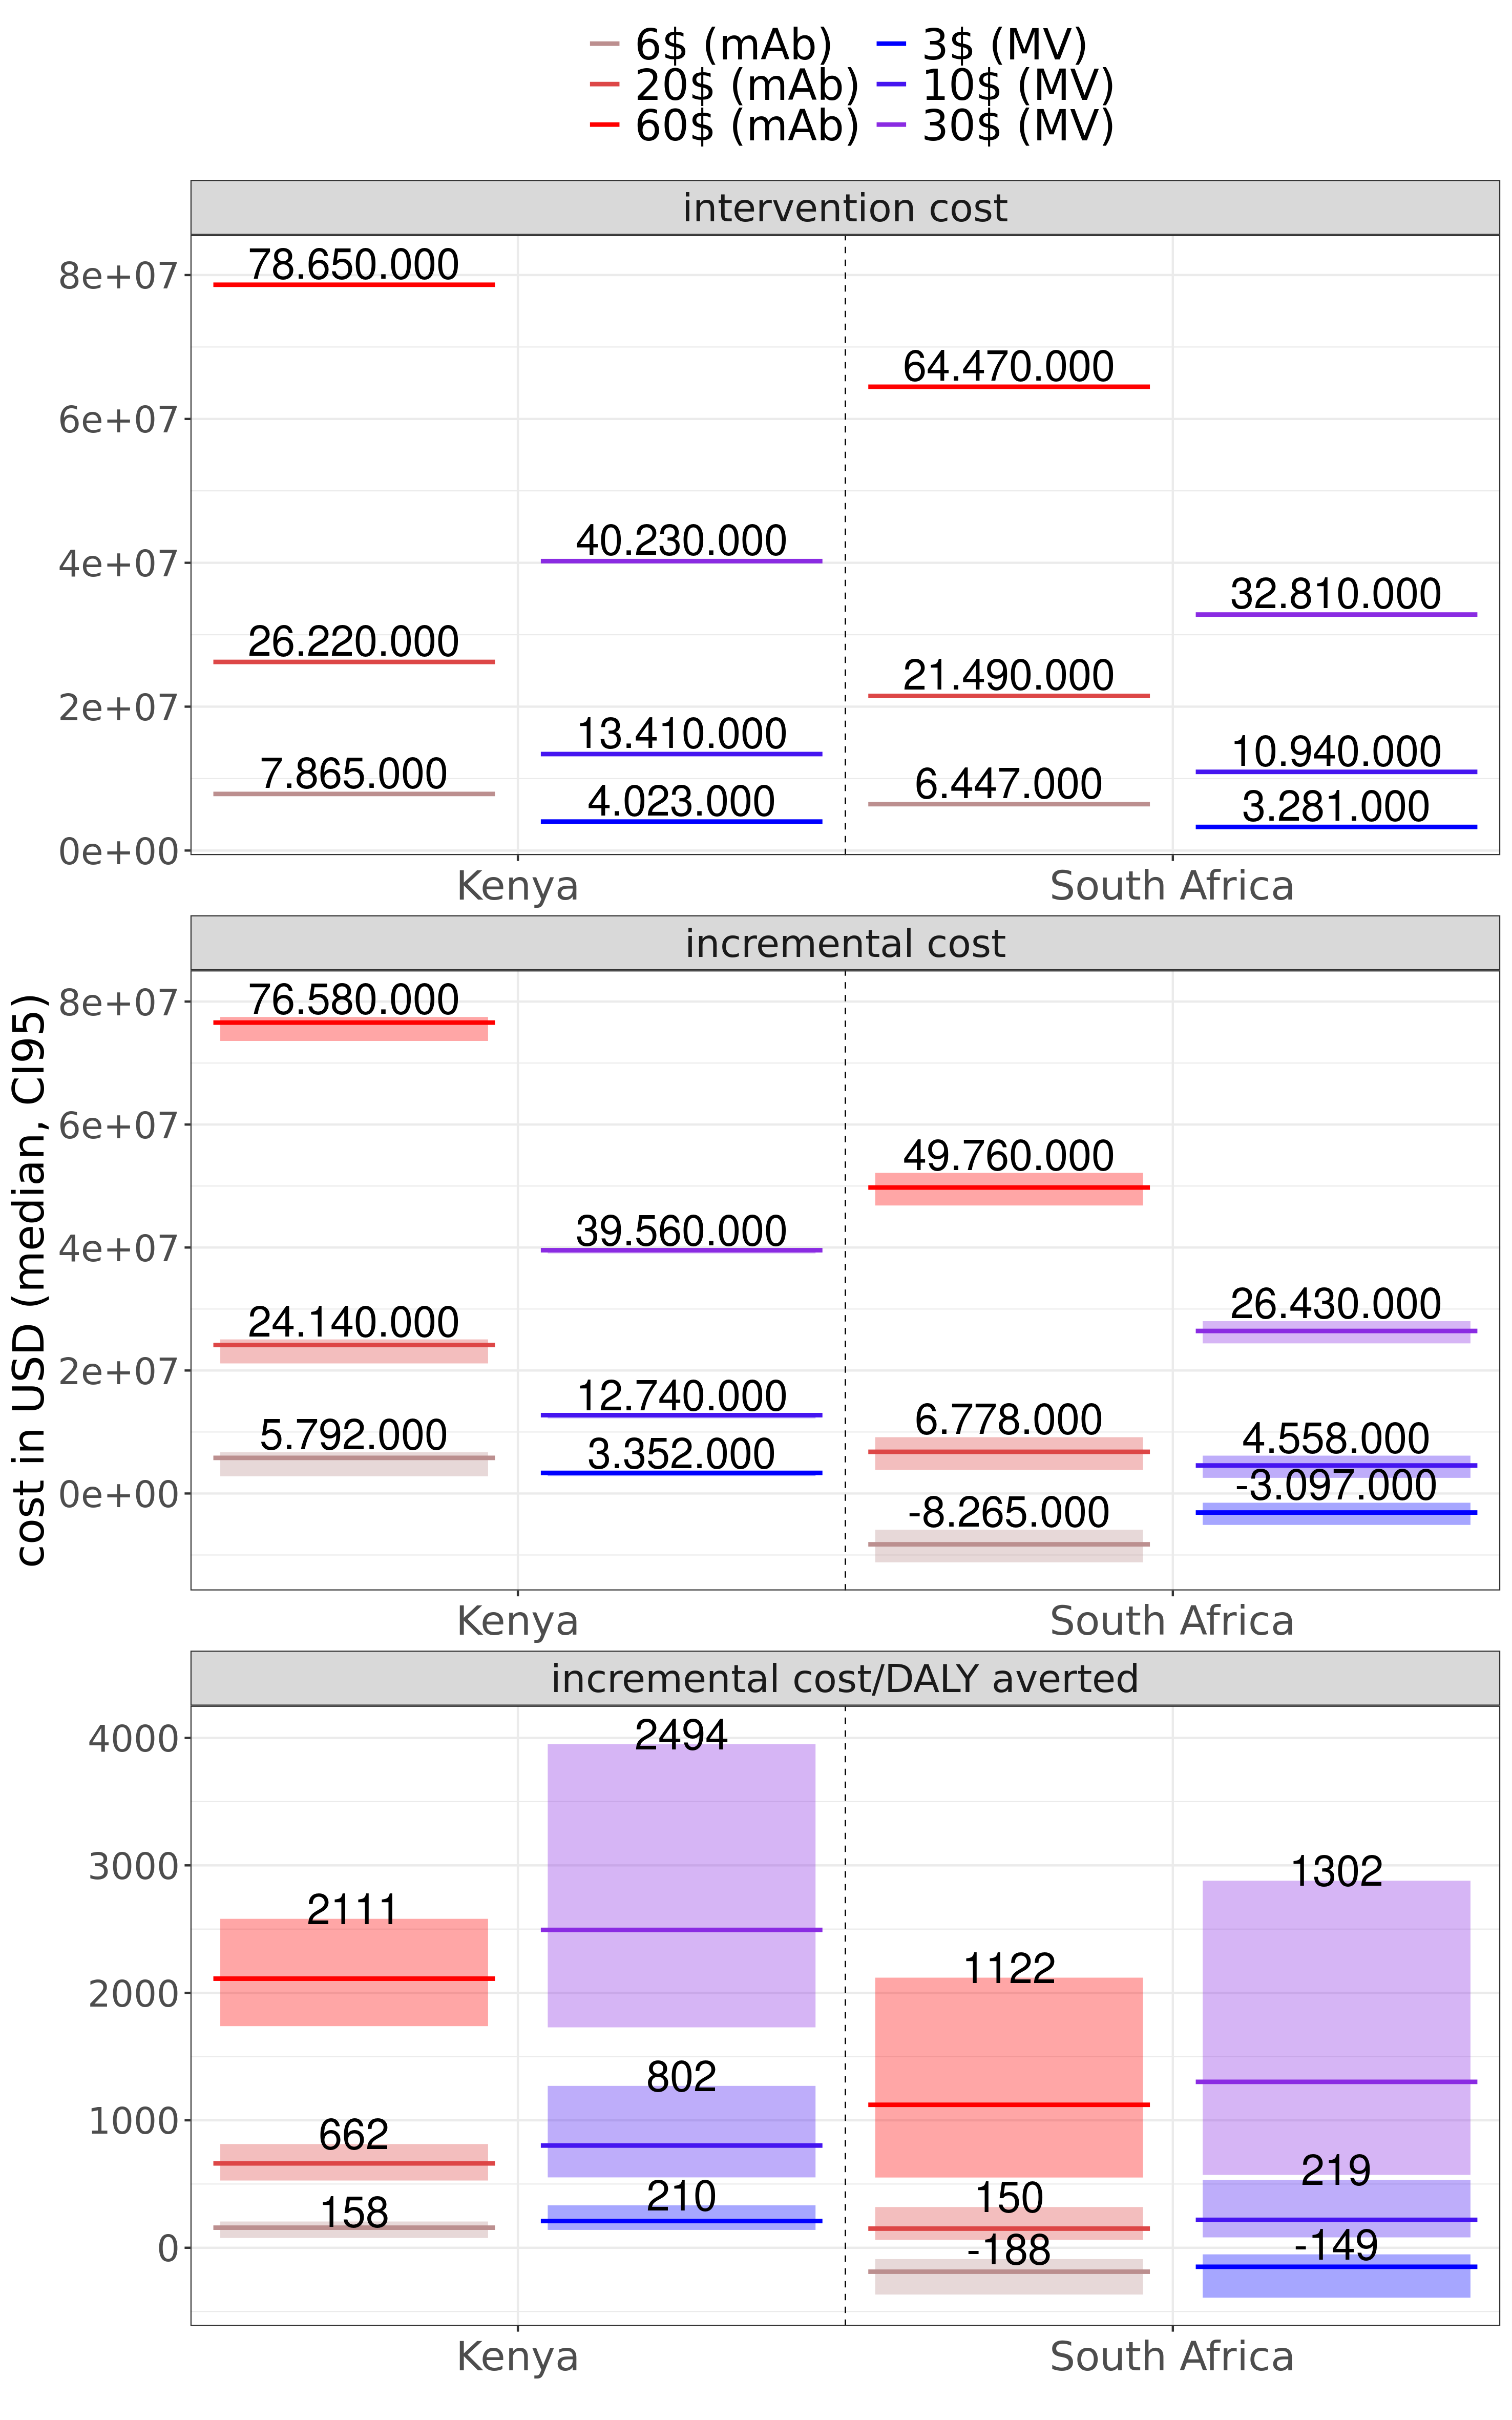 6$ (mAb) 3$ (MV)
20$ (mAb) 10$ (MV)
60$ (mAb) 30$ (MV)
intervention cost
8e+07
6e+07
4e+07
2e+07
0e+00
78.650.000
26.220.000
7.865.000
40.230.000
13.410.000
4.023.000
64.470.000
21.490.000
6.447.000
32.810.000
10.940.000
3.281.000
Kenya South Africa
cost in USD (median, CI95)
incremental cost
8e+07
6e+07
4e+07
2e+07
0e+00
76.580.000
24.140.000
5.792.000
39.560.000
12.740.000
3.352.000
49.760.000
6.778.000
-8.265.000
26.430.000
4.558.000
-3.097.000
Kenya South Africa
incremental cost/DALY averted
4000
3000
2000
1000
0
2111
662
158
2494
802
210
1122
150
-188
1302
219
-149
Kenya South Africa